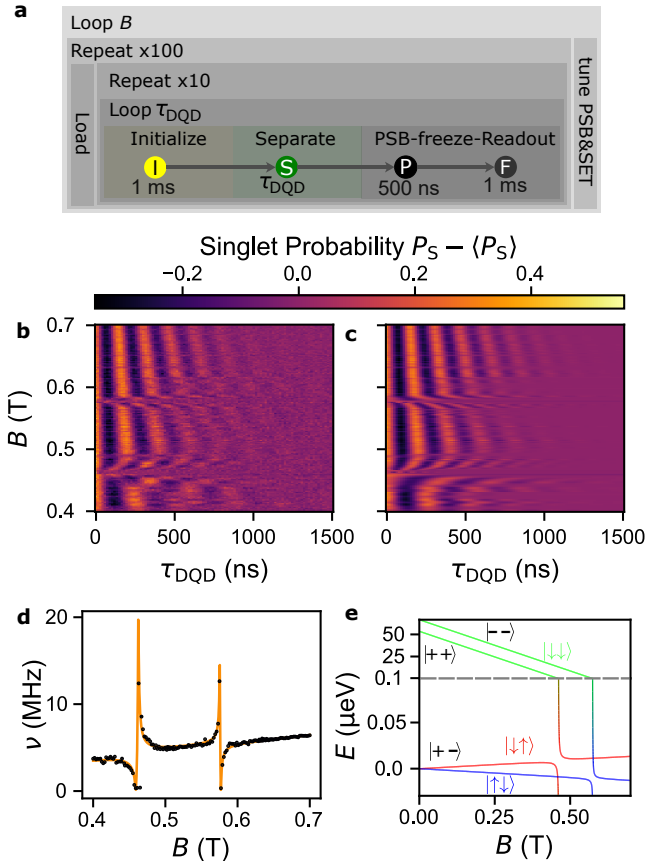 a
Loop B
Repeat x100
Repeat x10
Loop τDQD
Load
Initialize
Separate
PSB-freeze-Readout
tune PSB&SET
I
S
P
F
1 ms
τDQD
500 ns
1 ms
Singlet Probability PS − ⟨PS⟩
−0.2
0.0
0.2
0.4
b
c
B (T)
0.7
0.6
0.5
0.4
0
500
1000
1500
0
500
1000
1500
τDQD (ns)
τDQD (ns)
d
ν (MHz)
20
10
0
0.4
0.5
0.6
0.7
B (T)
e
E (μeV)
50
25
0.1
0.05
0.0
|−−⟩
|++⟩
|↓↓⟩
|+−⟩
|↓↑⟩
|↑↓⟩
0.00
0.25
0.50
B (T)